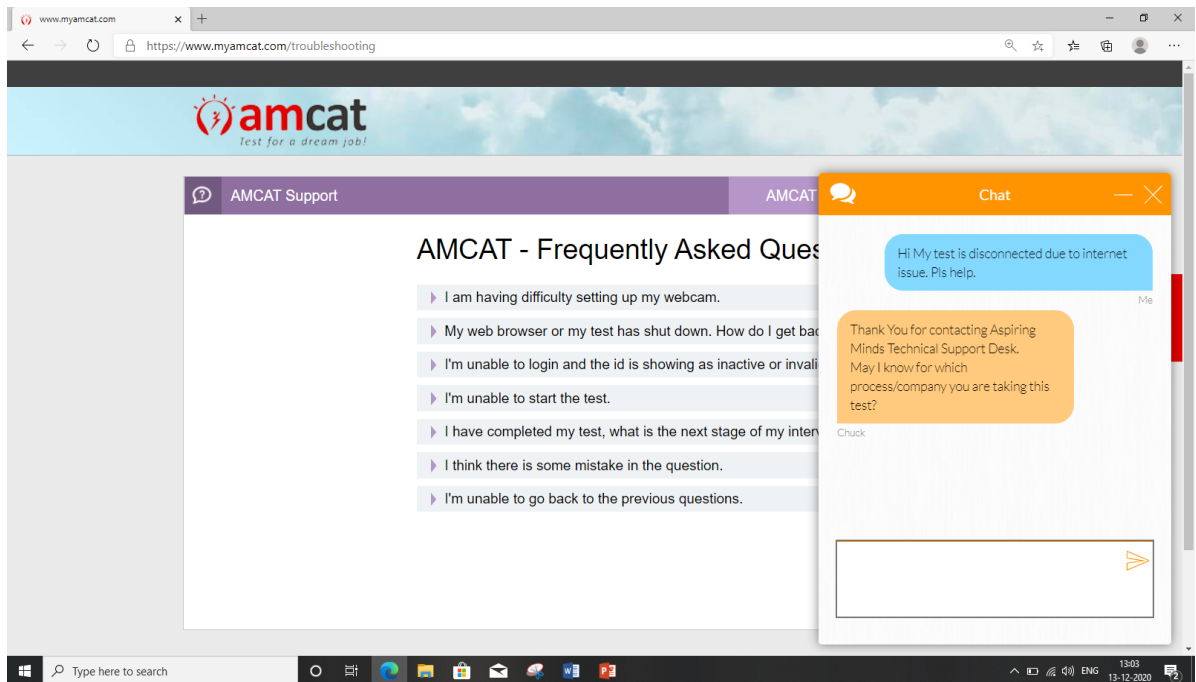 www.myamcat.com
https://www.myamcat.com/troubleshooting
amcat
Test for a dream job!
AMCAT Support
AMCAT
AMCAT - Frequently Asked Ques
I am having difficulty setting up my webcam.
My web browser or my test has shut down. How do I get bac
I'm unable to login and the id is showing as inactive or invali
I'm unable to start the test.
I have completed my test, what is the next stage of my interv
I think there is some mistake in the question.
I'm unable to go back to the previous questions.
Chat
Hi My test is disconnected due to internet
issue. Pls help.
Me
Thank You for contacting Aspiring
Minds Technical Support Desk.
May I know for which
process/company you are taking this
test?
Chuck
Type here to search
ENG
13:03
13-12-2020
2